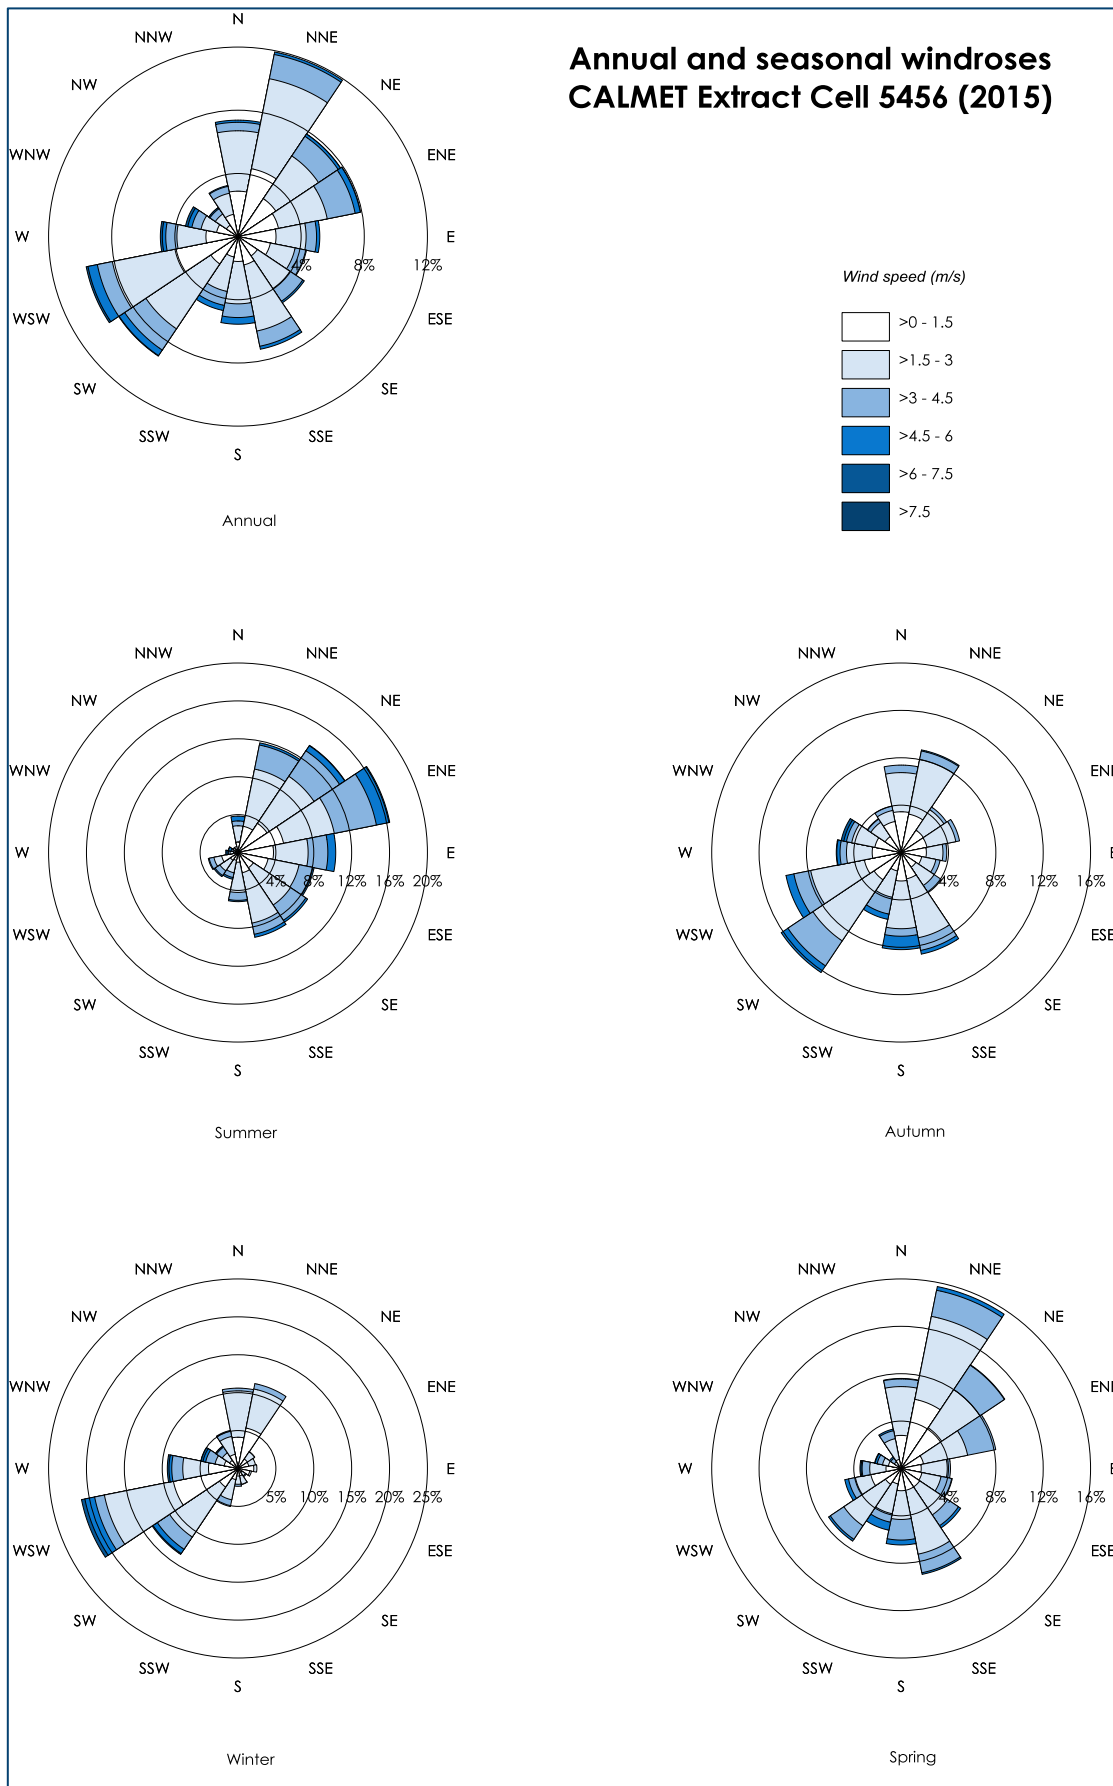 Annual and seasonal windroses
CALMET Extract Cell 5456 (2015)
N
NNW
NNE
NW
NE
WNW
ENE
W
E
4%
8%
12%
WSW
ESE
SW
SE
SSW
SSE
S
Annual
Wind speed (m/s)
>0 - 1.5
>1.5 - 3
>3 - 4.5
>4.5 - 6
>6 - 7.5
>7.5
N
NNW
NNE
NW
NE
WNW
ENE
W
E
4%
8%
12%
16%
20%
WSW
ESE
SW
SE
SSW
SSE
S
Summer
N
NNW
NNE
NW
NE
WNW
ENE
W
E
4%
8%
12%
16%
WSW
ESE
SW
SE
SSW
SSE
S
Autumn
N
NNW
NNE
NW
NE
WNW
ENE
W
E
5%
10%
15%
20%
25%
WSW
ESE
SW
SE
SSW
SSE
S
Winter
N
NNW
NNE
NW
NE
WNW
ENE
W
E
4%
8%
12%
16%
WSW
ESE
SW
SE
SSW
SSE
S
Spring